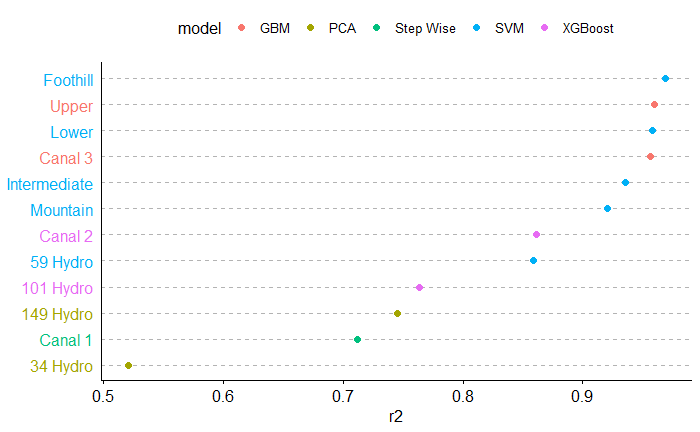 model GBM PCA Step Wise SVM XGBoost
Foothill
Upper
Lower
Canal 3
Intermediate
Mountain
Canal 2
59 Hydro
101 Hydro
149 Hydro
Canal 1
34 Hydro
0.5 0.6 0.7 0.8 0.9
r2